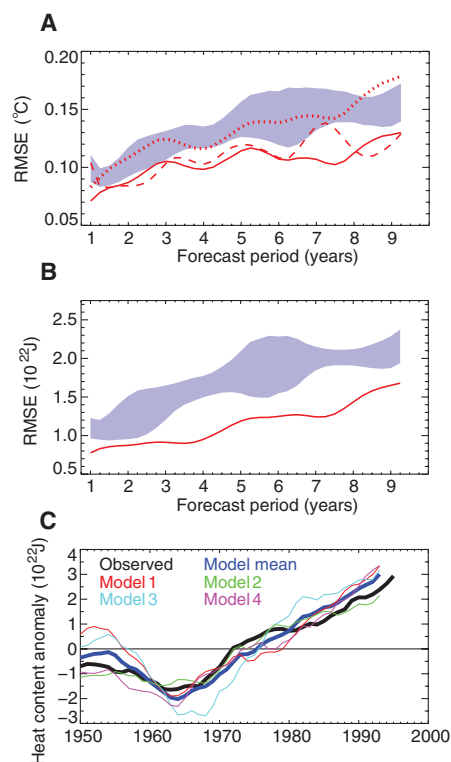 A
0.20
0.15
0.10
0.05
RMSE (°C)
1 2 3 4 5 6 7 8 9
Forecast period (years)
B
2.5
2.0
1.5
1.0
0.5
RMSE (10²²J)
1 2 3 4 5 6 7 8 9
Forecast period (years)
C
4
3
2
1
0
−1
−2
−3
Heat content anomaly (10²²J)
Observed Model mean
Model 1 Model 2
Model 3 Model 4
1950 1960 1970 1980 1990 2000